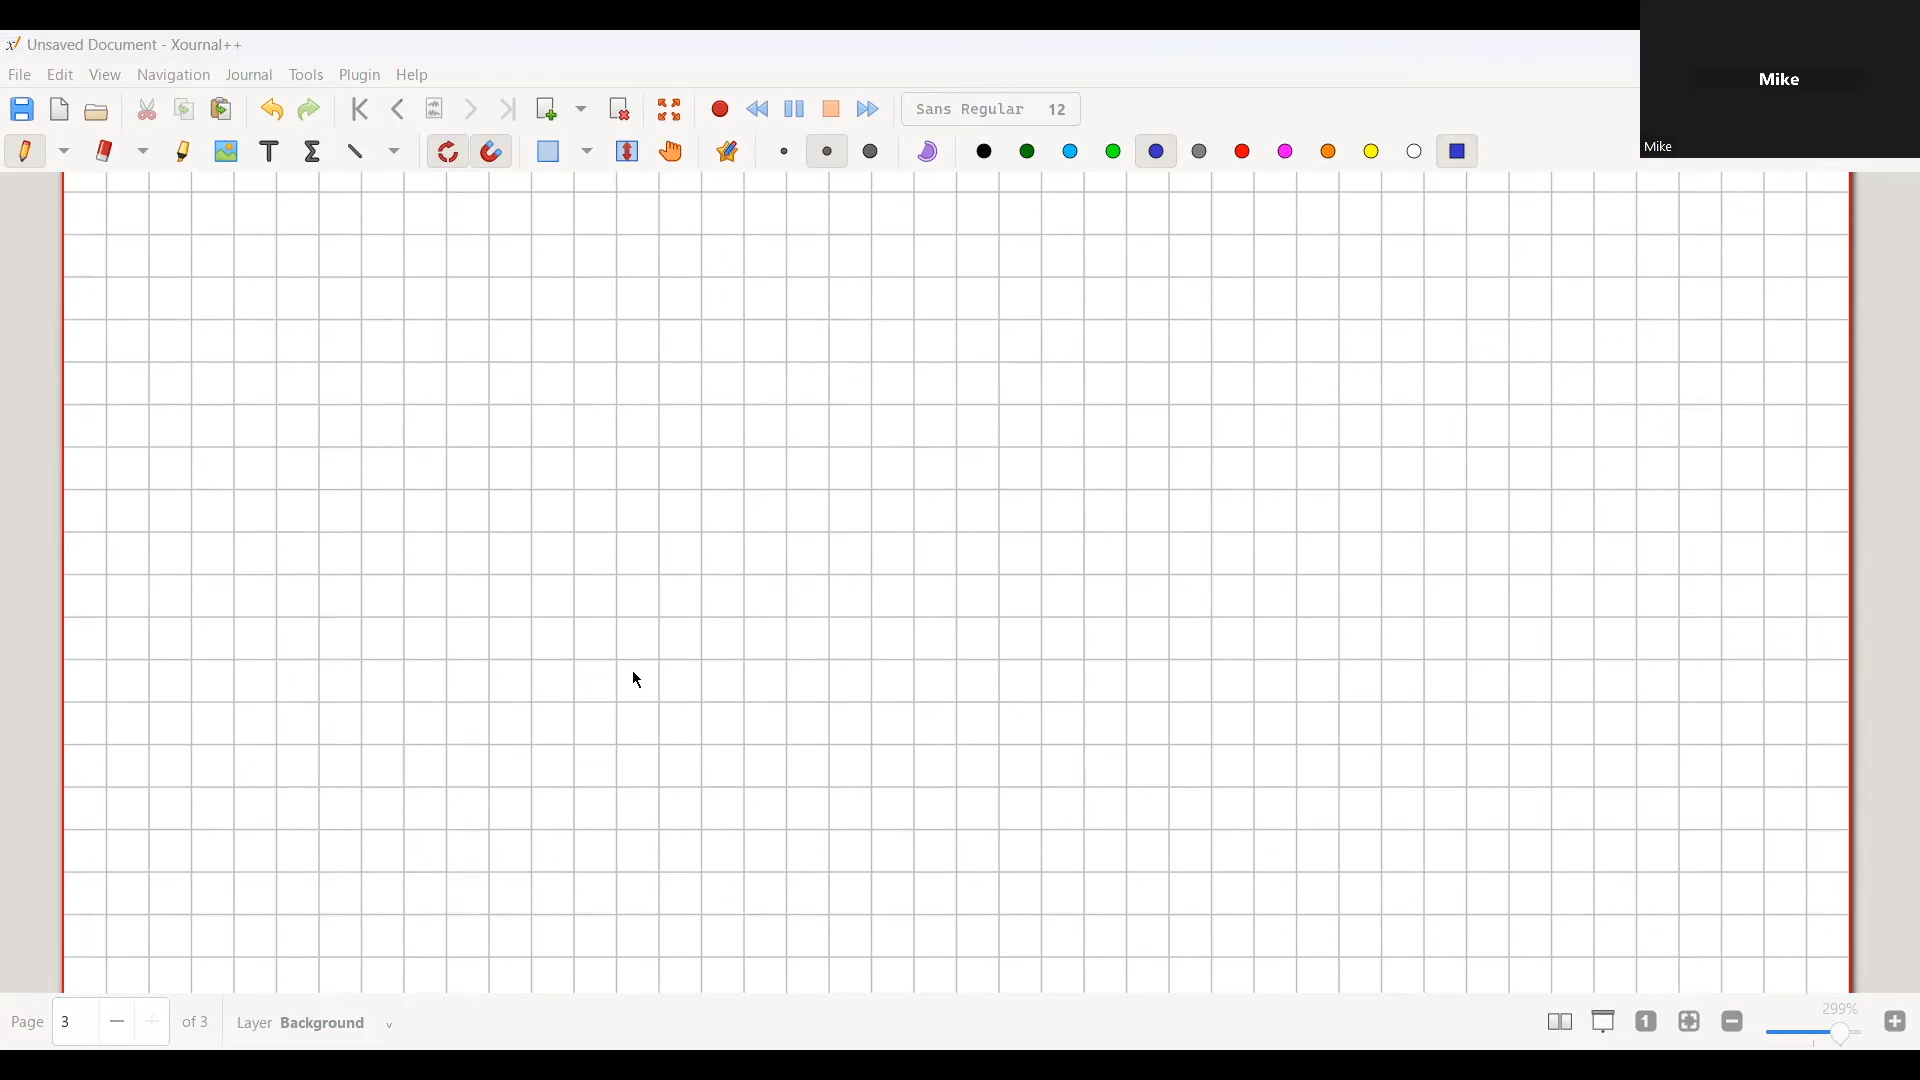 Unsaved Document - Xournal++
Mike
File Edit View Navigation Journal Tools Plugin Help
Sans Regular 12
T Σ
Mike
Page 3 of 3 Layer Background
1
299%